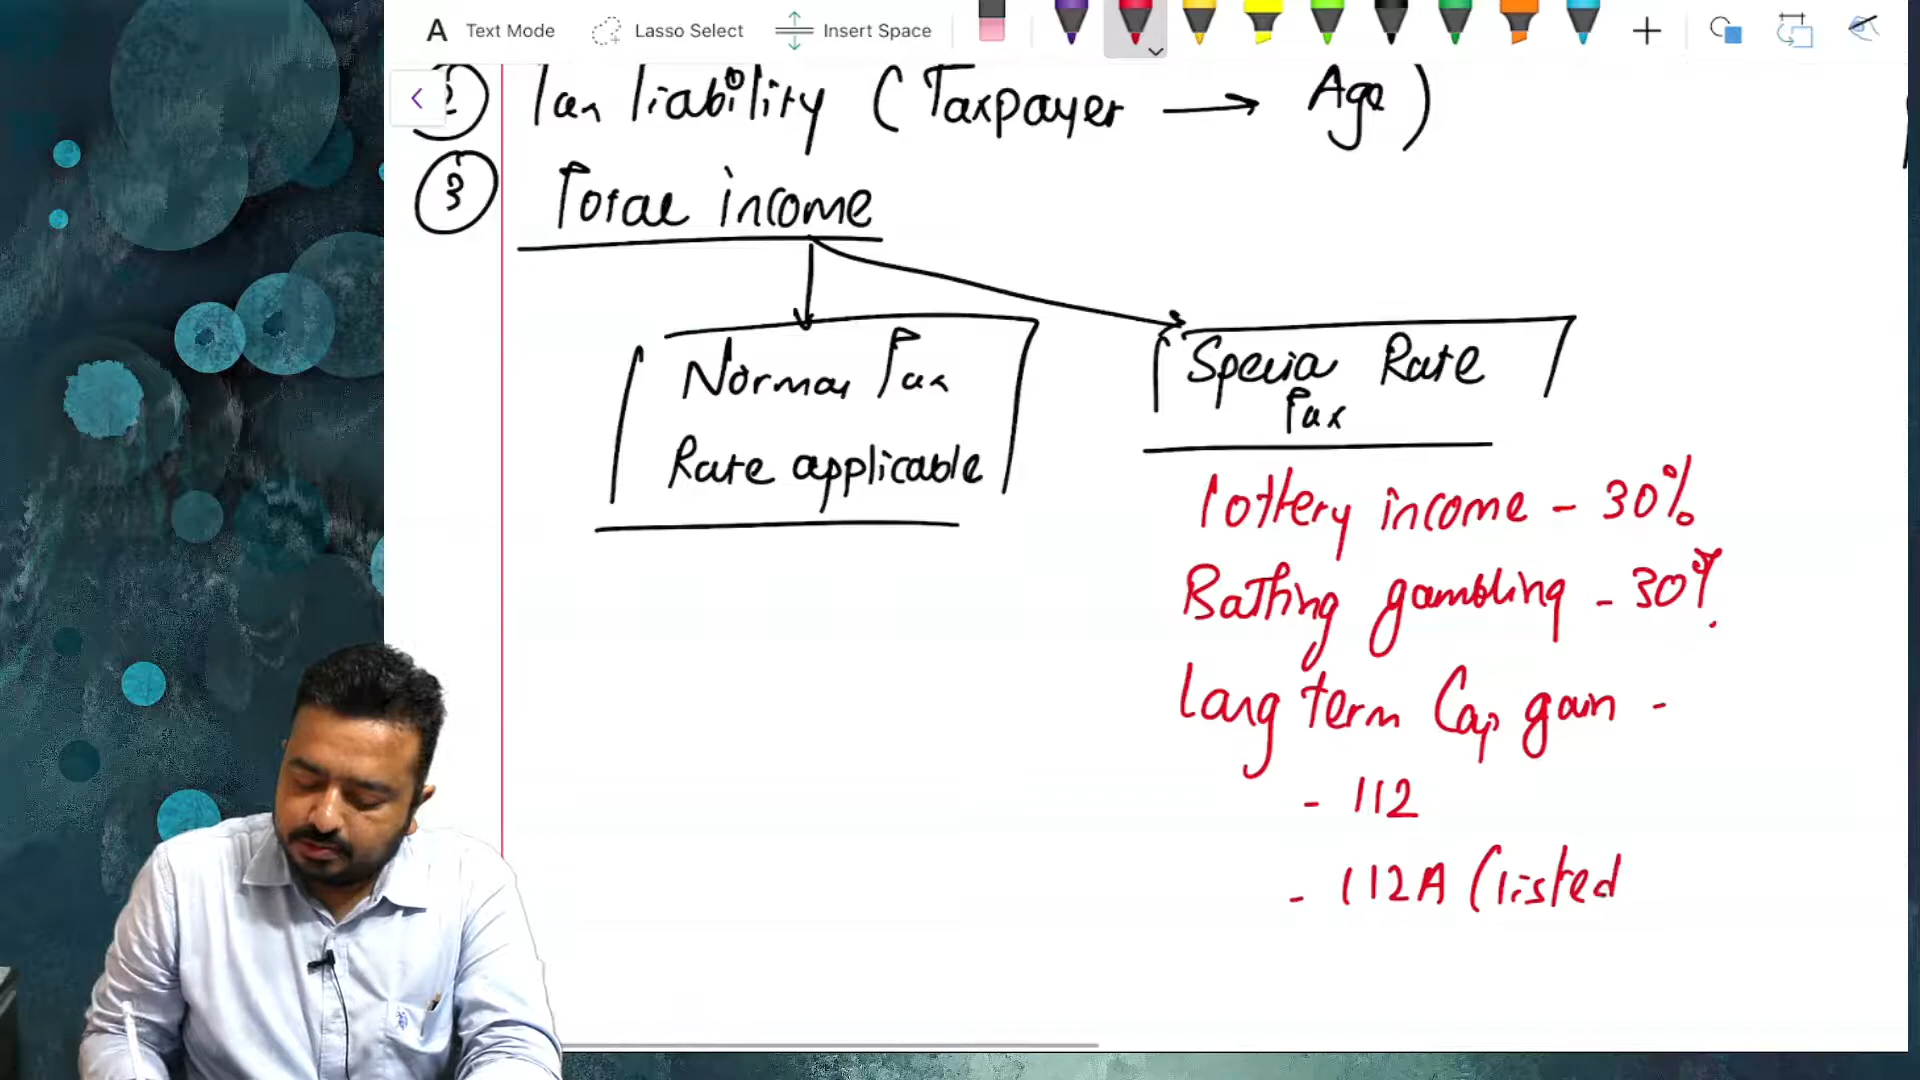 A Text Mode Lasso Select Insert Space
2 Tax liability (Taxpayer → Age)
3 Total income
Normal Tax
Rate applicable
Special Rate
Tax
Lottery income - 30%
Bathing gambling - 30%
Long term Cap gain -
- 112
- 112A (listed